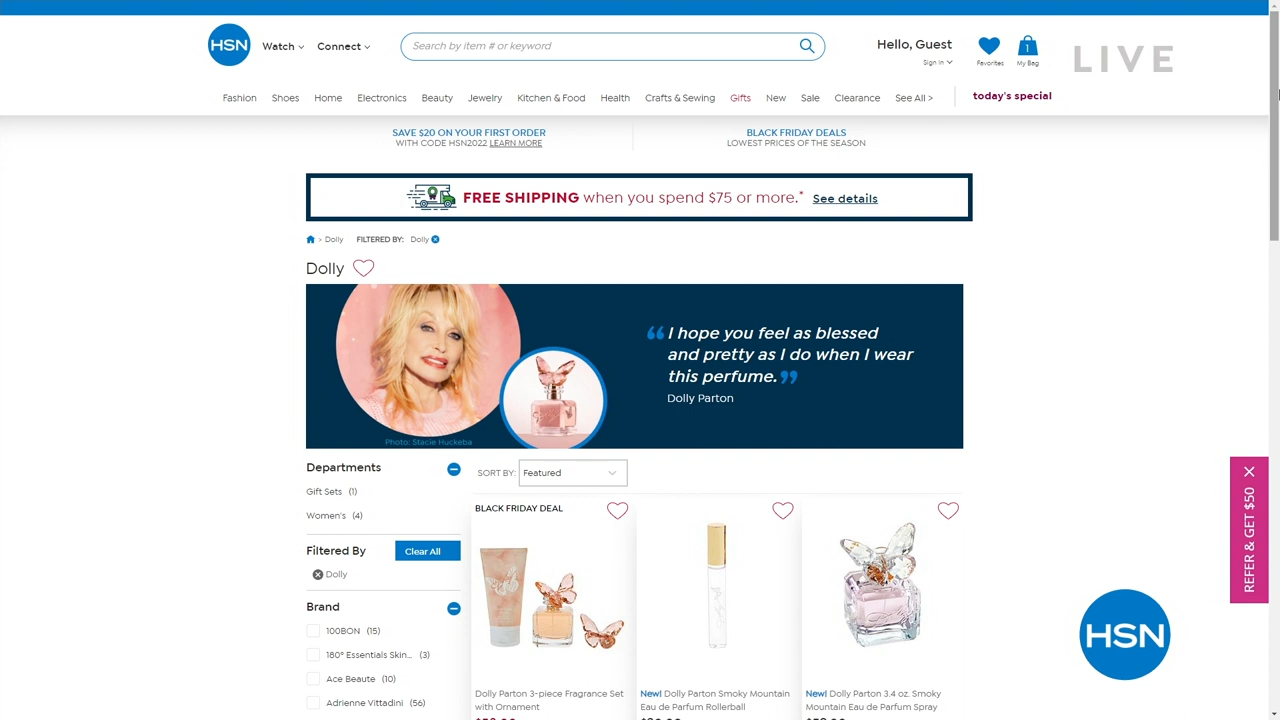 HSN
Watch
Connect
Search by item # or keyword
Hello, Guest
Sign In
Favorites
1
My Bag
LIVE
Fashion
Shoes
Home
Electronics
Beauty
Jewelry
Kitchen & Food
Health
Crafts & Sewing
Gifts
New
Sale
Clearance
See All >
today's special
SAVE $20 ON YOUR FIRST ORDER
WITH CODE HSN2022 LEARN MORE
BLACK FRIDAY DEALS
LOWEST PRICES OF THE SEASON
FREE SHIPPING when you spend $75 or more.* See details
> Dolly FILTERED BY: Dolly
Dolly
Photo: Stacie Huckeba
“I hope you feel as blessed
and pretty as I do when I wear
this perfume.”
Dolly Parton
Departments
Gift Sets (1)
Women's (4)
Filtered By
Clear All
Dolly
Brand
100BON (15)
180° Essentials Skin... (3)
Ace Beaute (10)
Adrienne Vittadini (56)
SORT BY: Featured
BLACK FRIDAY DEAL
Dolly Parton 3-piece Fragrance Set
with Ornament
New! Dolly Parton Smoky Mountain
Eau de Parfum Rollerball
New! Dolly Parton 3.4 oz. Smoky
Mountain Eau de Parfum Spray
REFER & GET $50
HSN